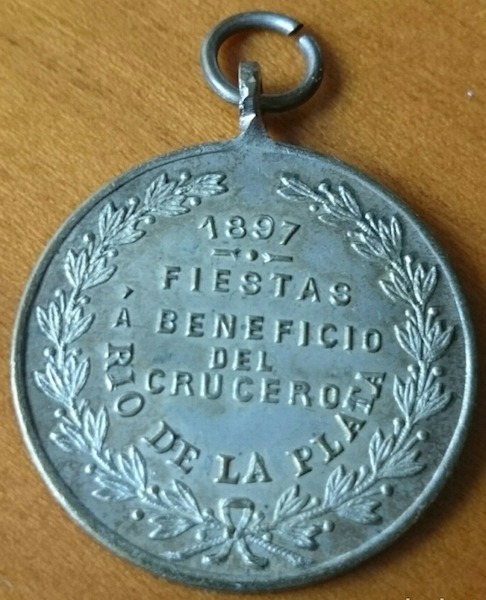 1897
FIESTAS
Á BENEFICIO
DEL
CRUCERO
RIO DE LA PLATA